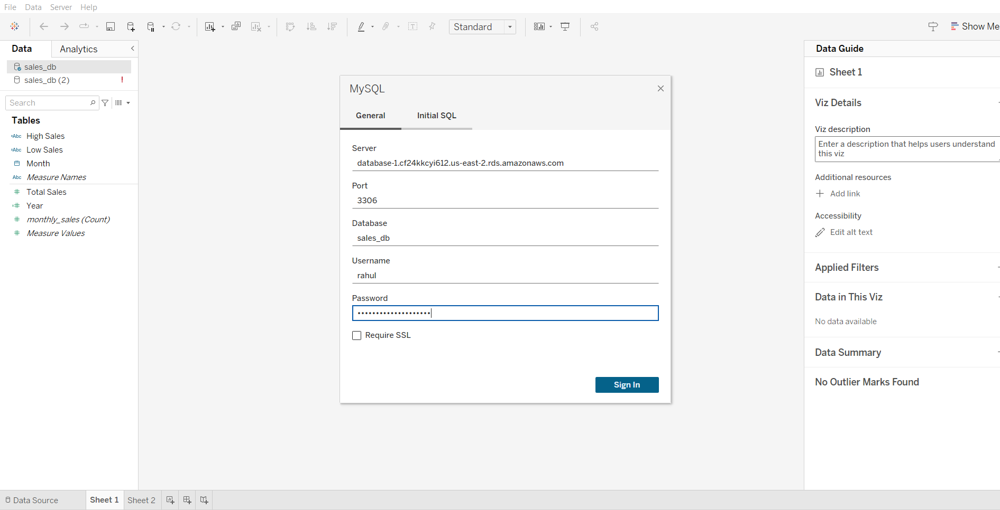 File Data Server Help
Standard
Show Me
Data Analytics
sales_db
sales_db (2) !
Search
Tables
=Abc High Sales
=Abc Low Sales
Month
Abc Measure Names
# Total Sales
=# Year
# monthly_sales (Count)
# Measure Values
MySQL
General Initial SQL
Server
database-1.cf24kkcyi612.us-east-2.rds.amazonaws.com
Port
3306
Database
sales_db
Username
rahul
Password
••••••••••••••••••••
Require SSL
Sign In
Data Guide
Sheet 1
Viz Details
Viz description
Enter a description that helps users understand
this viz
Additional resources
Add link
Accessibility
Edit alt text
Applied Filters
Data in This Viz
No data available
Data Summary
No Outlier Marks Found
Data Source Sheet 1 Sheet 2